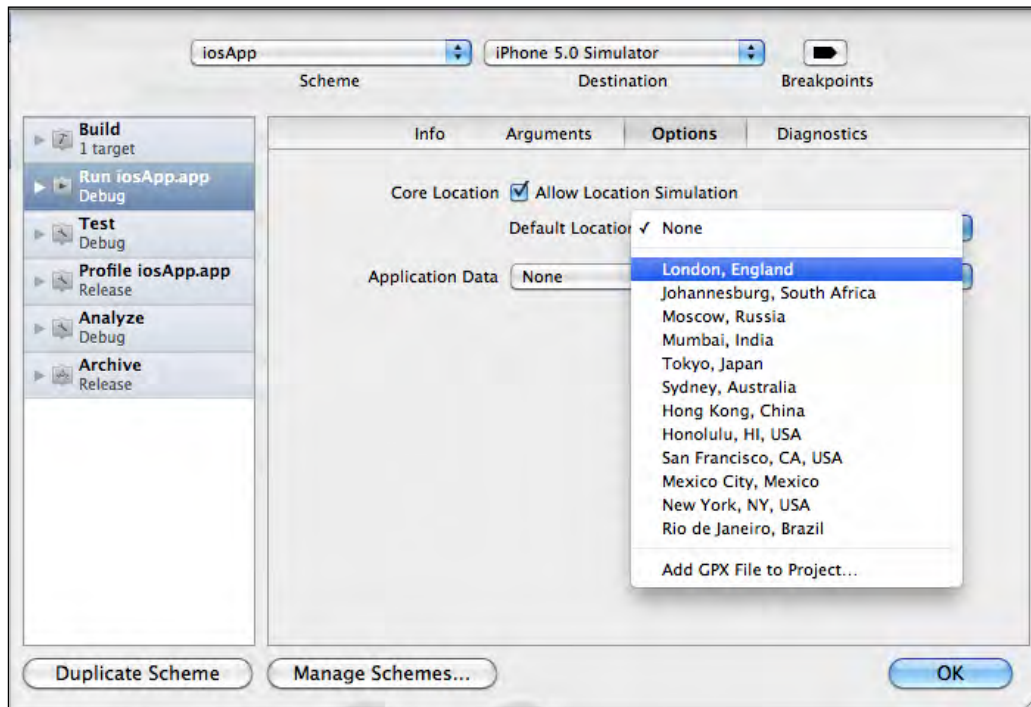 iosApp
iPhone 5.0 Simulator
Scheme
Destination
Breakpoints
Build
1 target
Run iosApp.app
Debug
Test
Debug
Profile iosApp.app
Release
Analyze
Debug
Archive
Release
Info
Arguments
Options
Diagnostics
Core Location ✓ Allow Location Simulation
Default Location
✓ None
London, England
Johannesburg, South Africa
Moscow, Russia
Mumbai, India
Tokyo, Japan
Sydney, Australia
Hong Kong, China
Honolulu, HI, USA
San Francisco, CA, USA
Mexico City, Mexico
New York, NY, USA
Rio de Janeiro, Brazil
Add GPX File to Project...
Application Data None
Duplicate Scheme
Manage Schemes...
OK